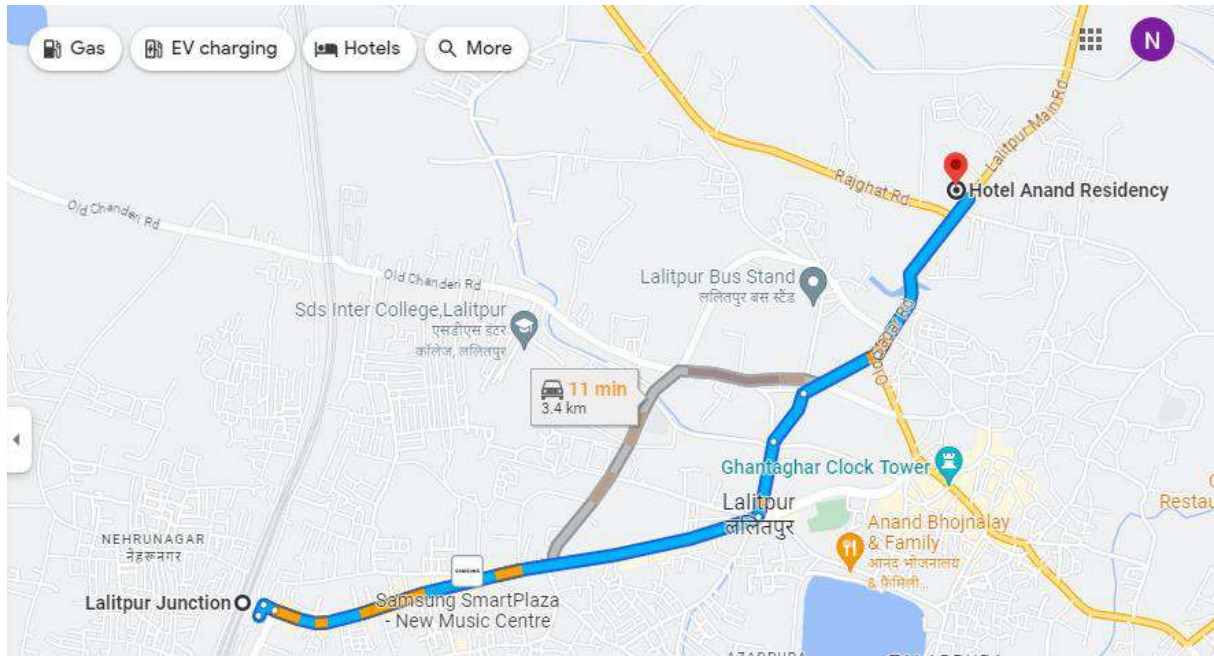 Gas
EV charging
Hotels
More
N
Lalitpur Main Rd
Rajghat Rd
Hotel Anand Residency
Old Chanderi Rd
Old Chanderi Rd
Lalitpur Bus Stand
ललितपुर बस स्टैंड
Sds Inter College,Lalitpur
एसडीएस इंटर
कॉलेज, ललितपुर
11 min
3.4 km
Ghantaghar Clock Tower
Lalitpur
ललितपुर
Restau
Anand Bhojnalay
& Family
आनंद भोजनालय
& फैमिली...
NEHRUNAGAR
नेहरूनगर
SAMSUNG
Lalitpur Junction
Samsung SmartPlaza
- New Music Centre